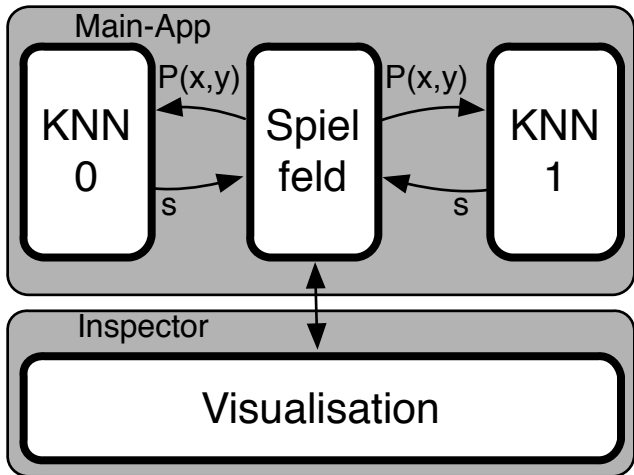 Main-App
P(x,y)
P(x,y)
KNN
0
Spiel
feld
KNN
1
s
s
Inspector
Visualisation